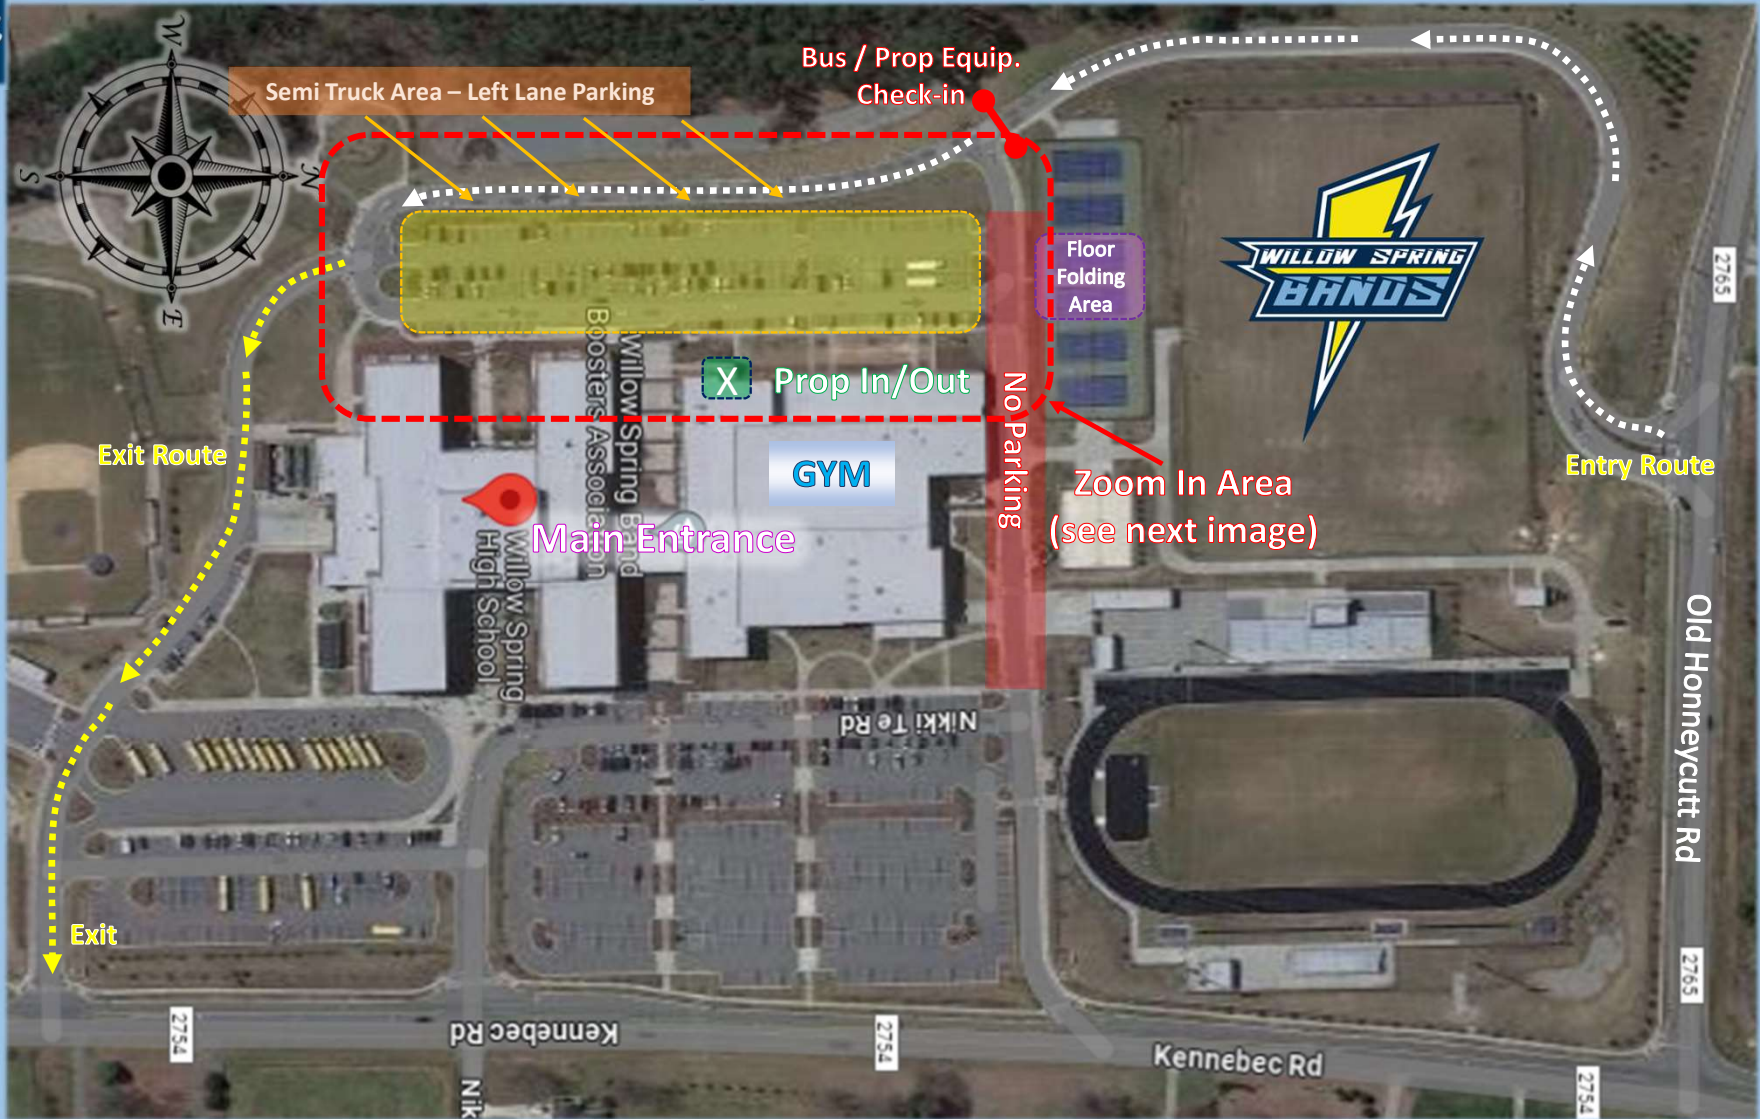 W
S
N
E
Semi Truck Area – Left Lane Parking
Bus / Prop Equip.
Check-in
Floor
Folding
Area
WILLOW SPRING
BANDS
2765
X
Prop In/Out
No Parking
Willow Spring Band
Boosters Association
Exit Route
GYM
Entry Route
Zoom In Area
(see next image)
Main Entrance
Willow Spring
High School
Old Honneycutt Rd
Nikki Te Rd
Exit
2765
2754
Kennebec Rd
2754
Kennebec Rd
2754
Nik